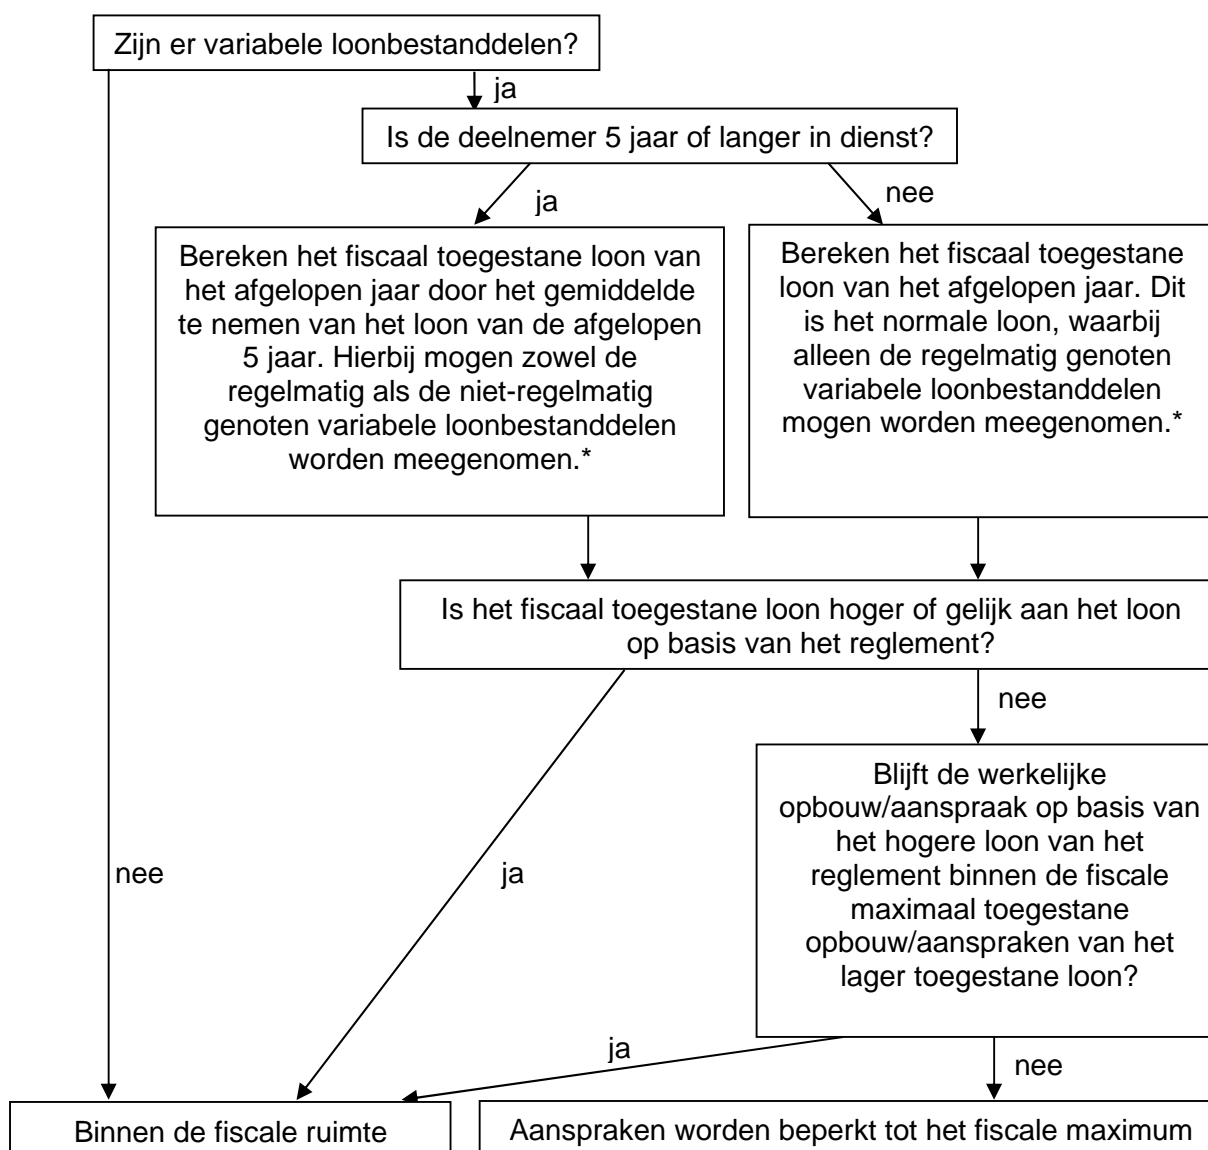 Zijn er variabele loonbestanddelen?
ja
Is de deelnemer 5 jaar of langer in dienst?
ja
nee
Bereken het fiscaal toegestane loon van
het afgelopen jaar door het gemiddelde
te nemen van het loon van de afgelopen
5 jaar. Hierbij mogen zowel de
regelmatig als de niet-regelmatig
genoten variabele loonbestanddelen
worden meegenomen.*
Bereken het fiscaal toegestane
loon van het afgelopen jaar. Dit
is het normale loon, waarbij
alleen de regelmatig genoten
variabele loonbestanddelen
mogen worden meegenomen.*
Is het fiscaal toegestane loon hoger of gelijk aan het loon
op basis van het reglement?
nee
Blijft de werkelijke
opbouw/aanspraak op basis van
het hogere loon van het
reglement binnen de fiscale
maximaal toegestane
opbouw/aanspraken van het
lager toegestane loon?
nee
ja
ja
nee
Binnen de fiscale ruimte
Aanspraken worden beperkt tot het fiscale maximum